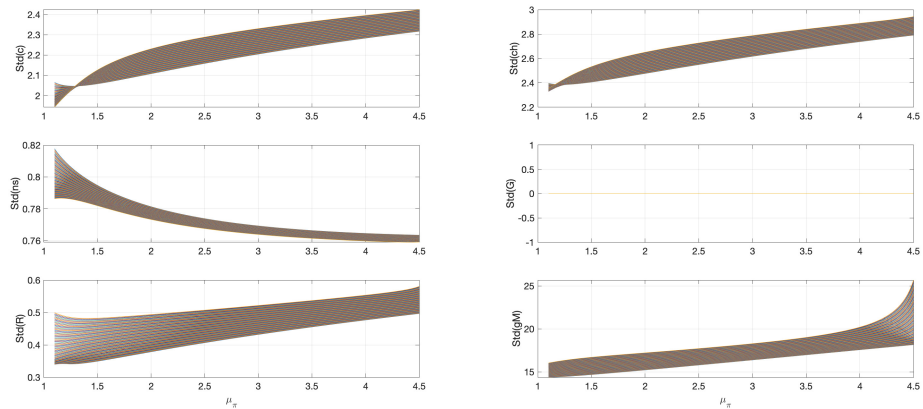 Std(c)
2.4
2.3
2.2
2.1
2
1 1.5 2 2.5 3 3.5 4 4.5
Std(ch)
3
2.8
2.6
2.4
2.2
1 1.5 2 2.5 3 3.5 4 4.5
Std(ns)
0.82
0.8
0.78
0.76
1 1.5 2 2.5 3 3.5 4 4.5
Std(G)
1
0.5
0
-0.5
-1
1 1.5 2 2.5 3 3.5 4 4.5
Std(R)
0.6
0.5
0.4
0.3
1 1.5 2 2.5 3 3.5 4 4.5
μπ
Std(gM)
25
20
15
1 1.5 2 2.5 3 3.5 4 4.5
μπ